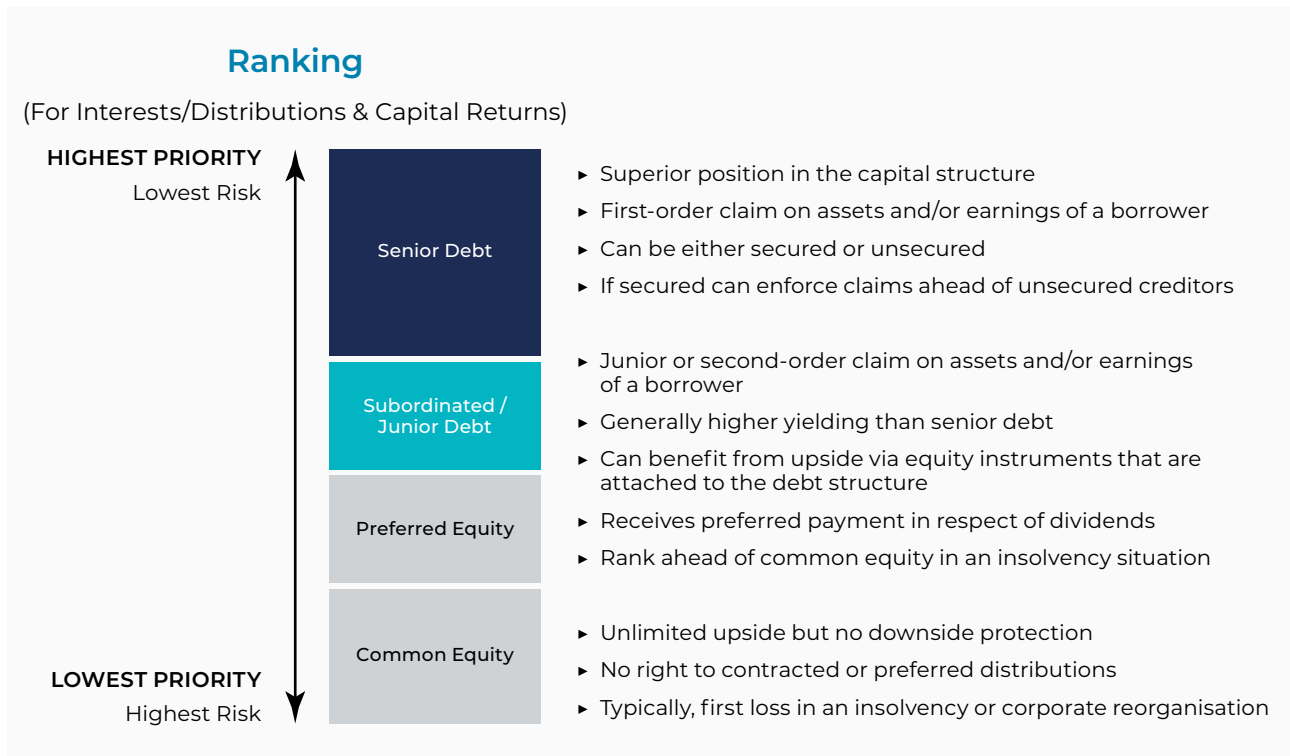 Ranking
(For Interests/Distributions & Capital Returns)
HIGHEST PRIORITY
Lowest Risk
Senior Debt
▸ Superior position in the capital structure
▸ First-order claim on assets and/or earnings of a borrower
▸ Can be either secured or unsecured
▸ If secured can enforce claims ahead of unsecured creditors
Subordinated /
Junior Debt
▸ Junior or second-order claim on assets and/or earnings
of a borrower
▸ Generally higher yielding than senior debt
▸ Can benefit from upside via equity instruments that are
attached to the debt structure
Preferred Equity
▸ Receives preferred payment in respect of dividends
▸ Rank ahead of common equity in an insolvency situation
Common Equity
▸ Unlimited upside but no downside protection
▸ No right to contracted or preferred distributions
▸ Typically, first loss in an insolvency or corporate reorganisation
LOWEST PRIORITY
Highest Risk